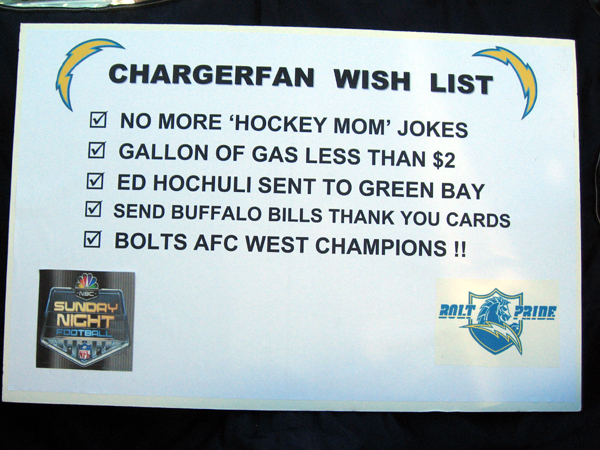 CHARGERFAN WISH LIST
☑ NO MORE ‘HOCKEY MOM’ JOKES
☑ GALLON OF GAS LESS THAN $2
☑ ED HOCHULI SENT TO GREEN BAY
☑ SEND BUFFALO BILLS THANK YOU CARDS
☑ BOLTS AFC WEST CHAMPIONS !!
NBC
SUNDAY
NIGHT
FOOTBALL
NFL
BOLT PRIDE